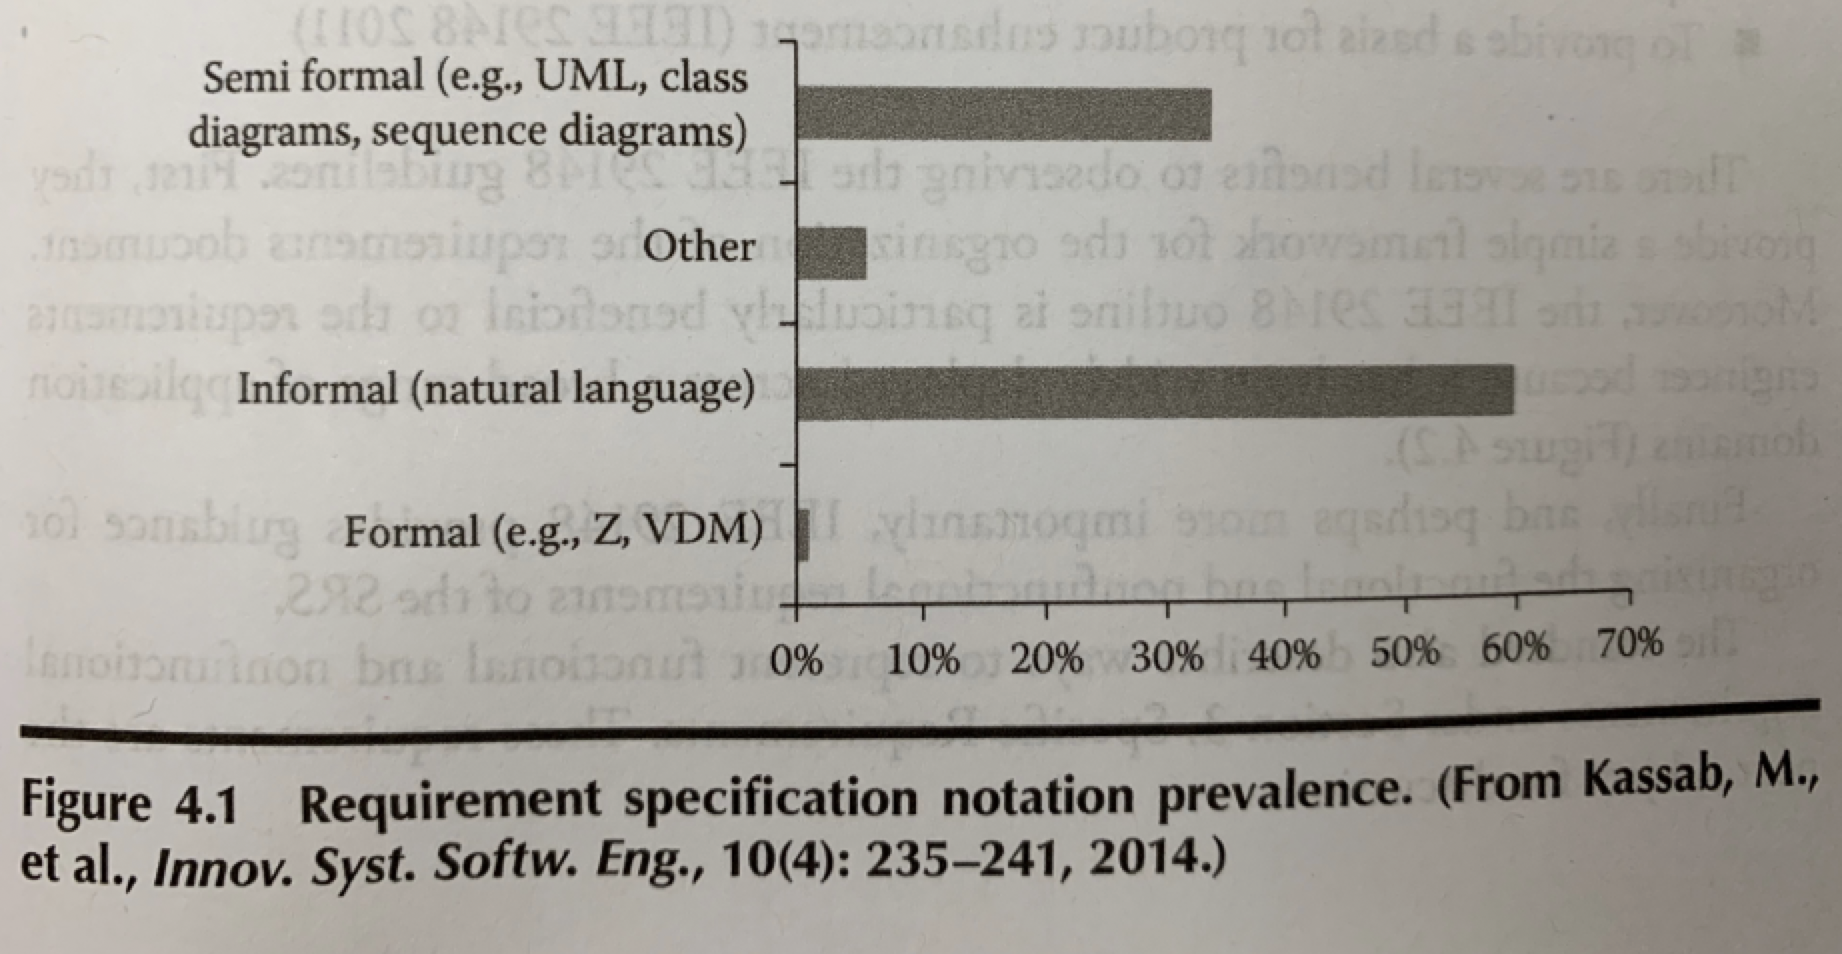 Semi formal (e.g., UML, class
diagrams, sequence diagrams)
Other
Informal (natural language)
Formal (e.g., Z, VDM)
0% 10% 20% 30% 40% 50% 60% 70%
Figure 4.1 Requirement specification notation prevalence. (From Kassab, M.,
et al., Innov. Syst. Softw. Eng., 10(4): 235–241, 2014.)